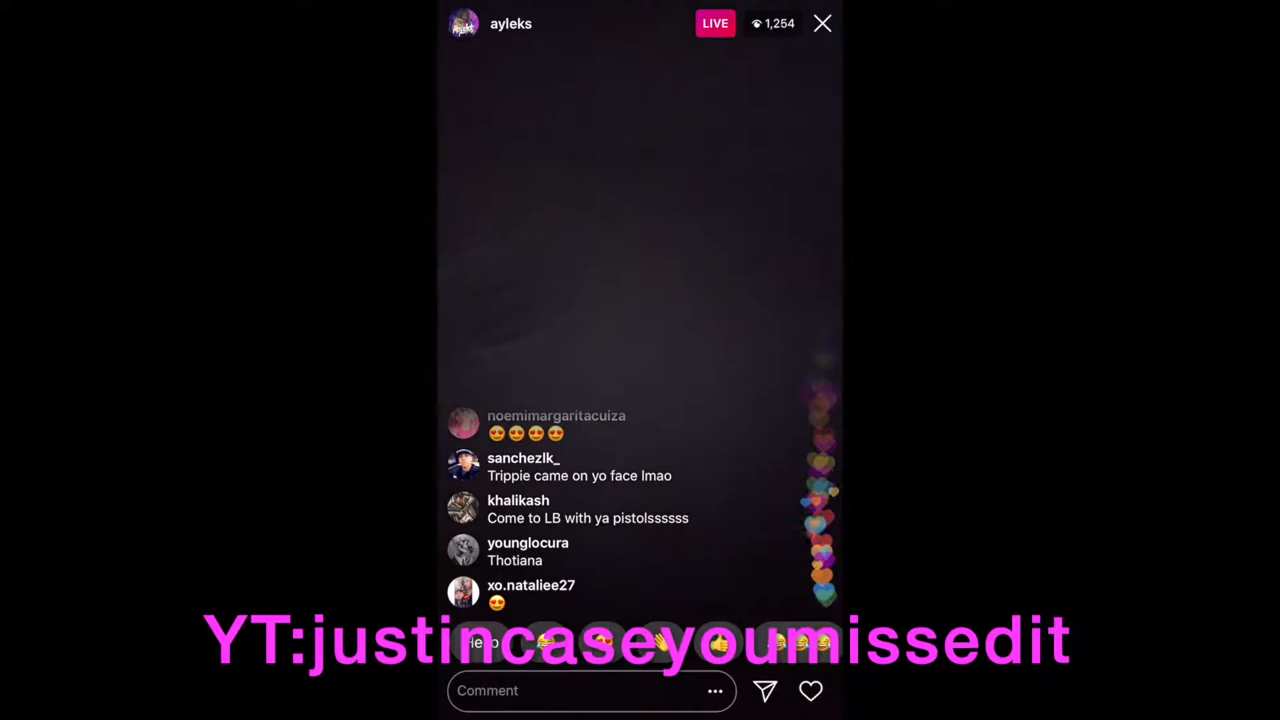 ayleks
LIVE
1,254
noemimargaritacuiza
😍😍😍😍
sanchezlk_
Trippie came on yo face lmao
khalikash
Come to LB with ya pistolssssss
younglocura
Thotiana
xo.nataliee27
😍
YT:justincaseyoumissedit
Comment